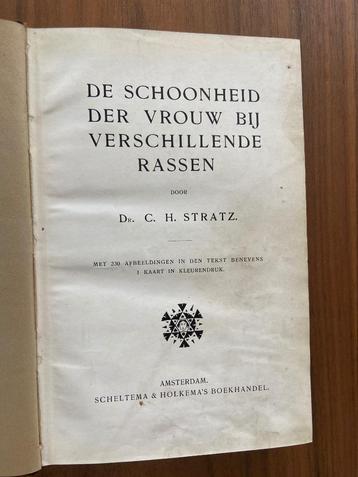 DE SCHOONHEID
DER VROUW BIJ
VERSCHILLENDE
RASSEN
DOOR
DR. C. H. STRATZ.
MET 230 AFBEELDINGEN IN DEN TEKST BENEVENS
1 KAART IN KLEURENDRUK.
AMSTERDAM.
SCHELTEMA & HOLKEMA'S BOEKHANDEL.